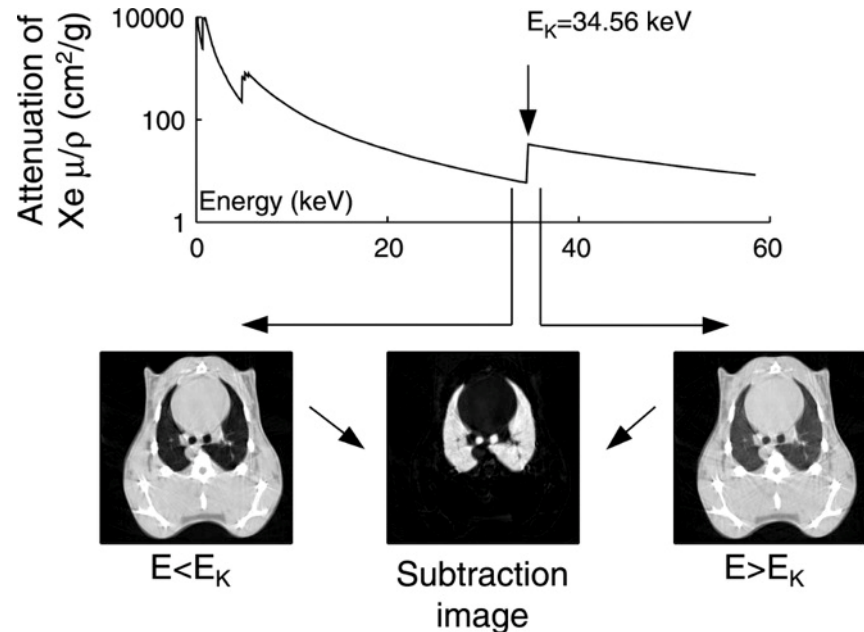 Attenuation of
Xe μ/ρ (cm²/g)
10000
100
1
E_K=34.56 keV
Energy (keV)
0
20
40
60
E<E_K
Subtraction
image
E>E_K